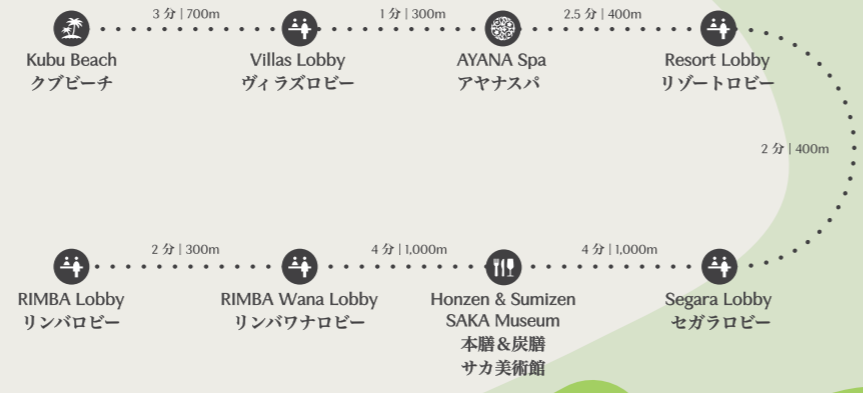 3 分 | 700m
1 分 | 300m
2.5 分 | 400m
Kubu Beach
クブビーチ
Villas Lobby
ヴィラズロビー
AYANA Spa
アヤナスパ
Resort Lobby
リゾートロビー
2 分 | 400m
2 分 | 300m
4 分 | 1,000m
4 分 | 1,000m
RIMBA Lobby
リンバロビー
RIMBA Wana Lobby
リンバワナロビー
Honzen & Sumizen
SAKA Museum
本膳&炭膳
サカ美術館
Segara Lobby
セガラロビー